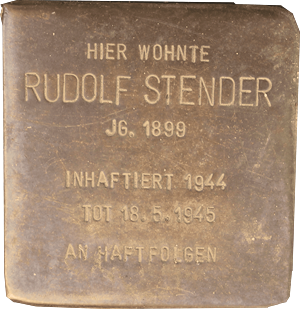 HIER WOHNTE
RUDOLF STENDER
JG. 1899
INHAFTIERT 1944
TOT 18.5.1945
AN HAFTFOLGEN